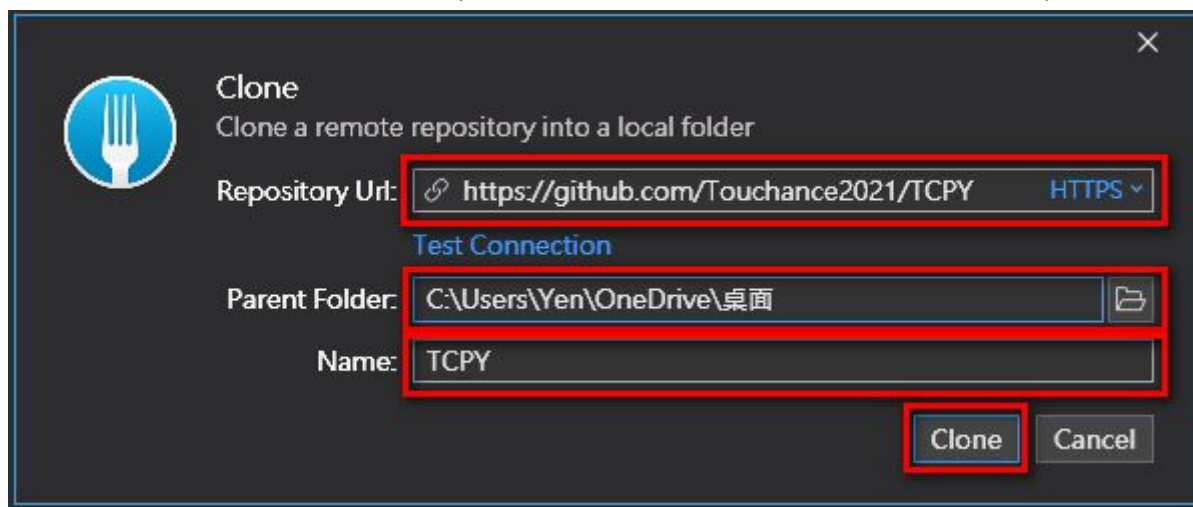 Clone
Clone a remote repository into a local folder
Repository Url: https://github.com/Touchance2021/TCPY HTTPS
Test Connection
Parent Folder: C:\Users\Yen\OneDrive\桌面
Name: TCPY
Clone Cancel